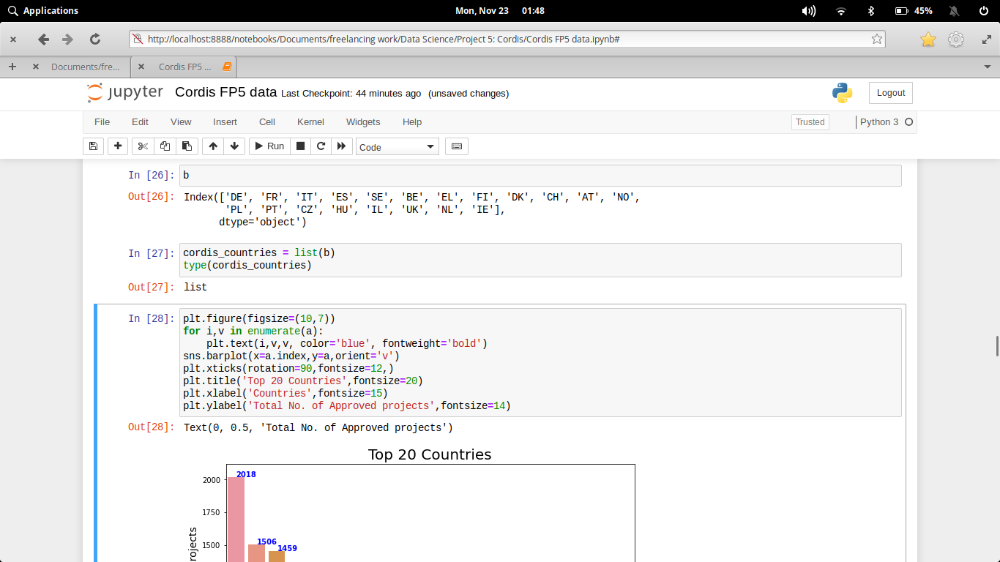 Applications
Mon, Nov 23 01:48
45%
http://localhost:8888/notebooks/Documents/freelancing work/Data Science/Project 5: Cordis/Cordis FP5 data.ipynb#
Documents/fre...
Cordis FP5 ...
jupyter Cordis FP5 data Last Checkpoint: 44 minutes ago (unsaved changes)
Logout
File Edit View Insert Cell Kernel Widgets Help
Trusted
Python 3
Run
Code
In [26]: b
Out[26]: Index(['DE', 'FR', 'IT', 'ES', 'SE', 'BE', 'EL', 'FI', 'DK', 'CH', 'AT', 'NO',
'PL', 'PT', 'CZ', 'HU', 'IL', 'UK', 'NL', 'IE'],
dtype='object')
In [27]: cordis_countries = list(b)
type(cordis_countries)
Out[27]: list
In [28]: plt.figure(figsize=(10,7))
for i,v in enumerate(a):
    plt.text(i,v,v, color='blue', fontweight='bold')
sns.barplot(x=a.index,y=a,orient='v')
plt.xticks(rotation=90,fontsize=12,)
plt.title('Top 20 Countries',fontsize=20)
plt.xlabel('Countries',fontsize=15)
plt.ylabel('Total No. of Approved projects',fontsize=14)
Out[28]: Text(0, 0.5, 'Total No. of Approved projects')
Top 20 Countries
2018
2000
1750
1506
1500
1459